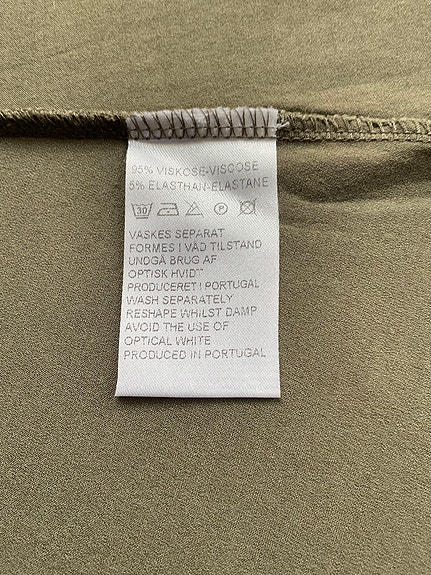 95% VISKOSE-VISCOSE
5% ELASTHAN-ELASTANE
30 P
VASKES SEPARAT
FORMES I VÅD TILSTAND
UNDGÅ BRUG AF
OPTISK HVIDT
PRODUCERET I PORTUGAL
WASH SEPARATELY
RESHAPE WHILST DAMP
AVOID THE USE OF
OPTICAL WHITE
PRODUCED IN PORTUGAL